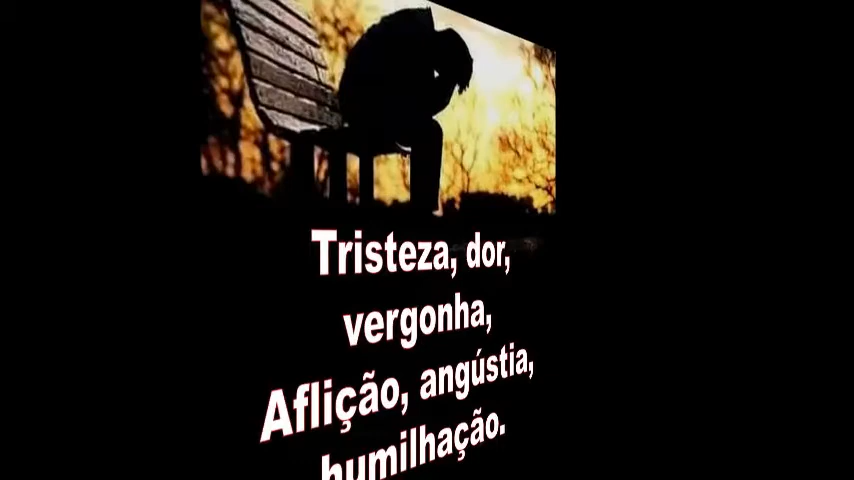 Tristeza, dor,
vergonha,
Aflição, angústia,
humilhação.